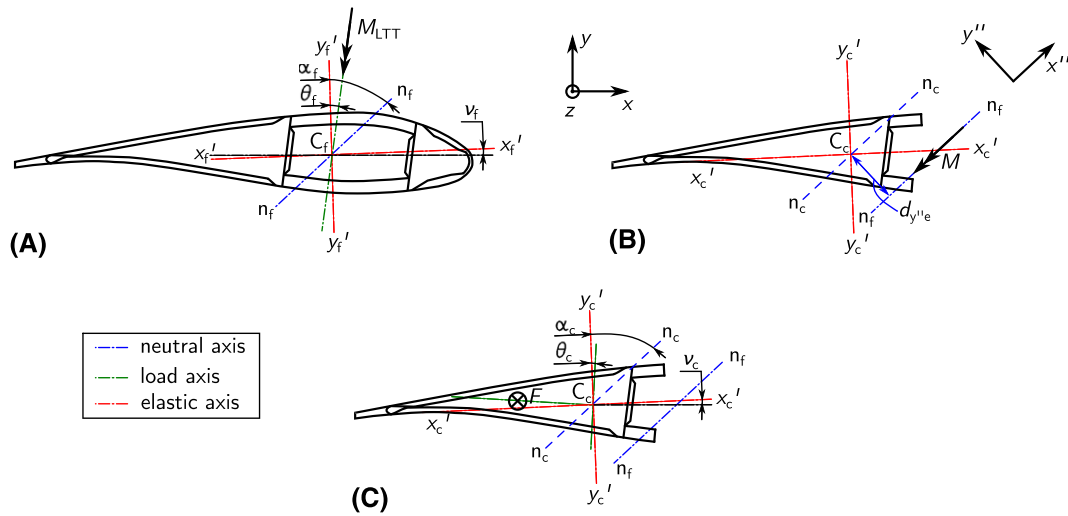 M_LTT
y_f′
α_f
n_f
θ_f
ν_f
C_f
x_f′
x_f′
n_f
y_f′
(A)
y
z
x
y_c′
n_c
y″
x″
n_f
C_c
x_c′
M
x_c′
n_c
n_f
d_y″e
y_c′
(B)
neutral axis
load axis
elastic axis
y_c′
α_c
n_c
θ_c
n_f
ν_c
F
C_c
x_c′
x_c′
n_c
n_f
y_c′
(C)